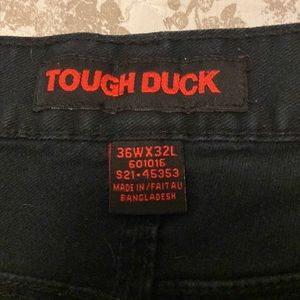 TOUGH DUCK
36WX32L
601016
S21-45353
MADE IN/FAIT AU
BANGLADESH